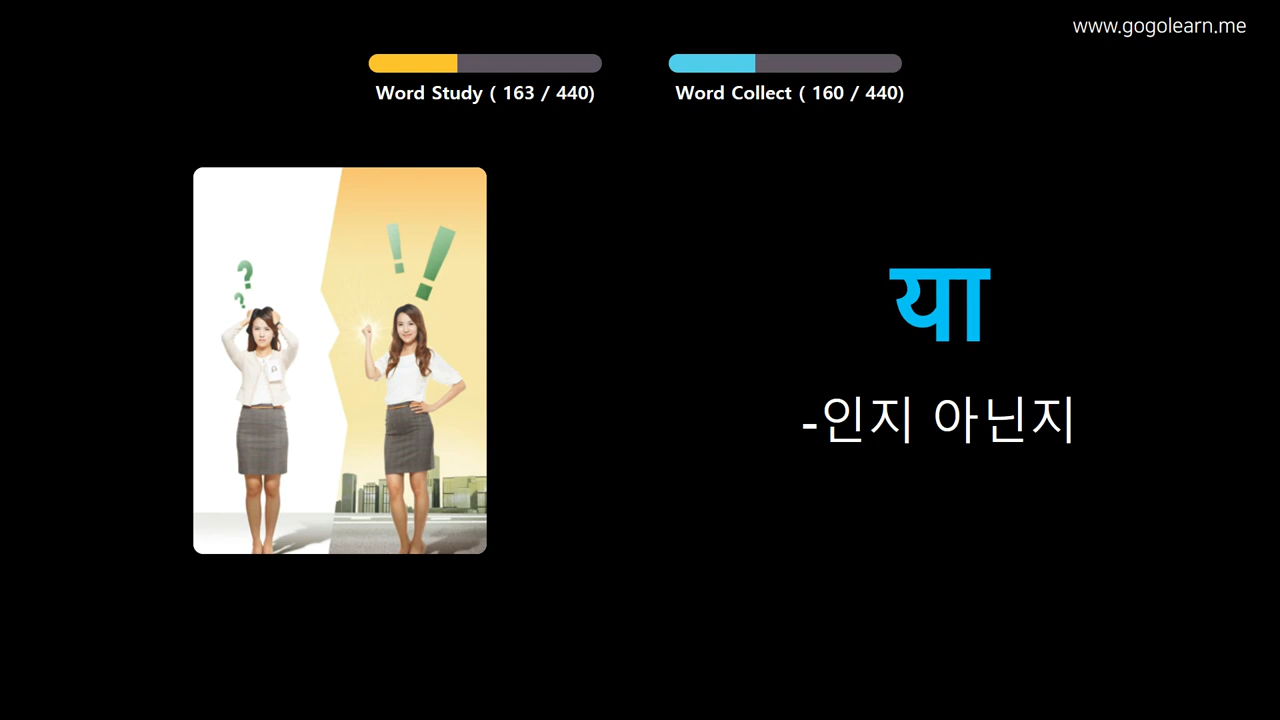 www.gogolearn.me
Word Study ( 163 / 440)
Word Collect ( 160 / 440)
? ?
! !
या
-인지 아닌지